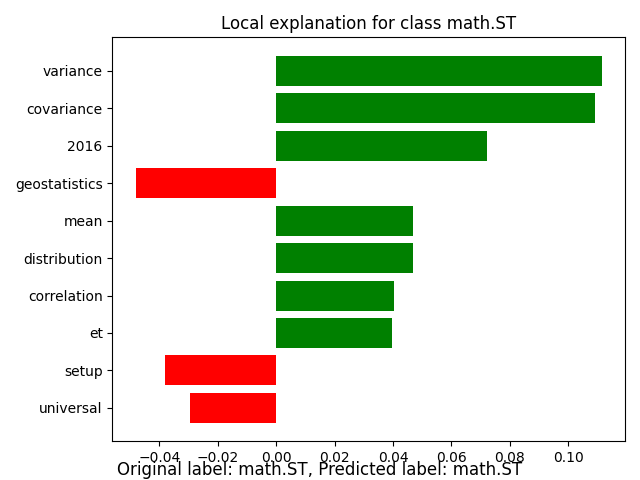 Local explanation for class math.ST
variance
covariance
2016
geostatistics
mean
distribution
correlation
et
setup
universal
−0.04 −0.02 0.00 0.02 0.04 0.06 0.08 0.10
Original label: math.ST, Predicted label: math.ST